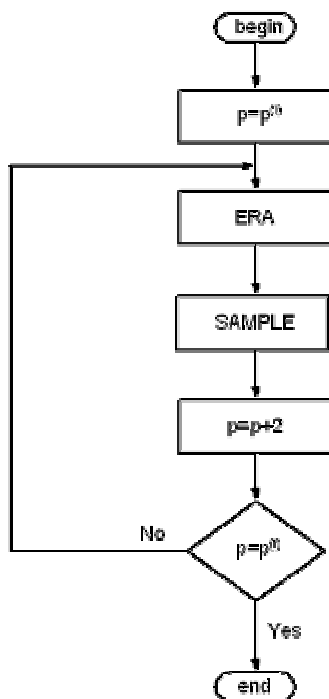 begin
ERA
SAMPLE
p=p+2
No
Yes
end